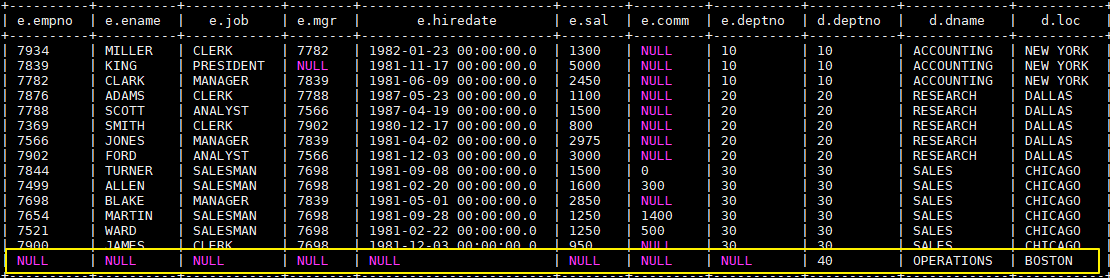 | e.empno | e.ename | e.job | e.mgr | e.hiredate | e.sal | e.comm | e.deptno | d.deptno | d.dname | d.loc |
| 7934 | MILLER | CLERK | 7782 | 1982-01-23 00:00:00.0 | 1300 | NULL | 10 | 10 | ACCOUNTING | NEW YORK
| 7839 | KING | PRESIDENT | NULL | 1981-11-17 00:00:00.0 | 5000 | NULL | 10 | 10 | ACCOUNTING | NEW YORK
| 7782 | CLARK | MANAGER | 7839 | 1981-06-09 00:00:00.0 | 2450 | NULL | 10 | 10 | ACCOUNTING | NEW YORK
| 7876 | ADAMS | CLERK | 7788 | 1987-05-23 00:00:00.0 | 1100 | NULL | 20 | 20 | RESEARCH | DALLAS
| 7788 | SCOTT | ANALYST | 7566 | 1987-04-19 00:00:00.0 | 1500 | NULL | 20 | 20 | RESEARCH | DALLAS
| 7369 | SMITH | CLERK | 7902 | 1980-12-17 00:00:00.0 | 800 | NULL | 20 | 20 | RESEARCH | DALLAS
| 7566 | JONES | MANAGER | 7839 | 1981-04-02 00:00:00.0 | 2975 | NULL | 20 | 20 | RESEARCH | DALLAS
| 7902 | FORD | ANALYST | 7566 | 1981-12-03 00:00:00.0 | 3000 | NULL | 20 | 20 | RESEARCH | DALLAS
| 7844 | TURNER | SALESMAN | 7698 | 1981-09-08 00:00:00.0 | 1500 | 0 | 30 | 30 | SALES | CHICAGO
| 7499 | ALLEN | SALESMAN | 7698 | 1981-02-20 00:00:00.0 | 1600 | 300 | 30 | 30 | SALES | CHICAGO
| 7698 | BLAKE | MANAGER | 7839 | 1981-05-01 00:00:00.0 | 2850 | NULL | 30 | 30 | SALES | CHICAGO
| 7654 | MARTIN | SALESMAN | 7698 | 1981-09-28 00:00:00.0 | 1250 | 1400 | 30 | 30 | SALES | CHICAGO
| 7521 | WARD | SALESMAN | 7698 | 1981-02-22 00:00:00.0 | 1250 | 500 | 30 | 30 | SALES | CHICAGO
| 7900 | JAMES | CLERK | 7698 | 1981-12-03 00:00:00.0 | 950 | NULL | 30 | 30 | SALES | CHICAGO
| NULL | NULL | NULL | NULL | NULL | NULL | NULL | NULL | 40 | OPERATIONS | BOSTON